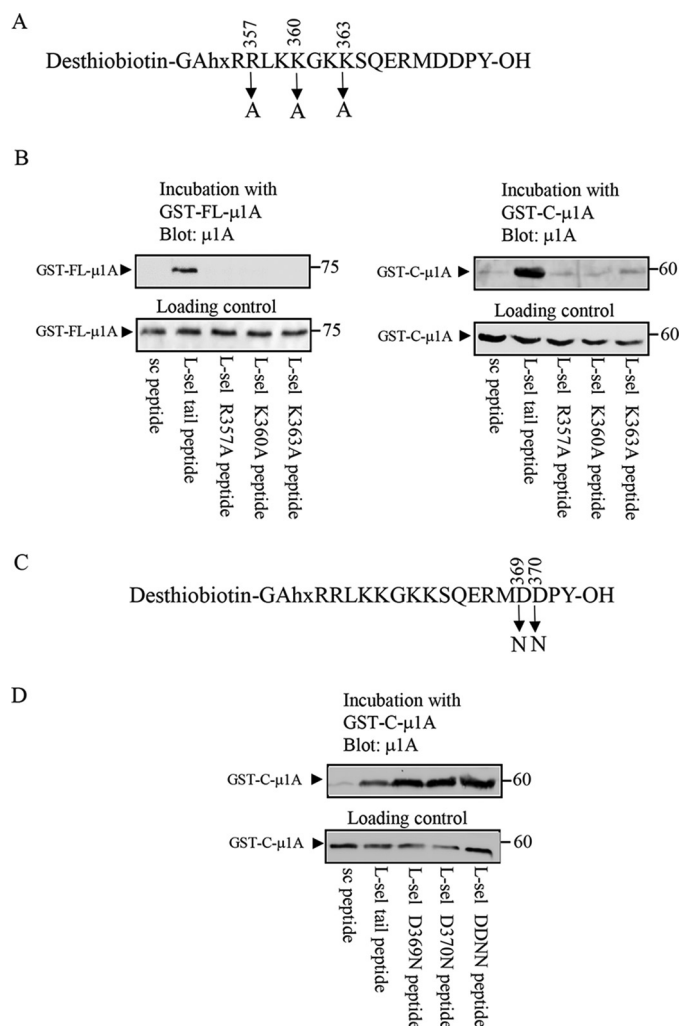 A
357
360
363
Desthiobiotin-GAhxRRLKKGKKSQERMDDPY-OH
A A A
B
Incubation with
GST-FL-μ1A
Blot: μ1A
GST-FL-μ1A
75
Loading control
GST-FL-μ1A
75
sc peptide
L-sel tail peptide
L-sel R357A peptide
L-sel K360A peptide
L-sel K363A peptide
Incubation with
GST-C-μ1A
Blot: μ1A
GST-C-μ1A
60
Loading control
GST-C-μ1A
60
sc peptide
L-sel tail peptide
L-sel R357A peptide
L-sel K360A peptide
L-sel K363A peptide
C
369
370
Desthiobiotin-GAhxRRLKKGKKSQERMDDPY-OH
N N
D
Incubation with
GST-C-μ1A
Blot: μ1A
GST-C-μ1A
60
Loading control
GST-C-μ1A
60
sc peptide
L-sel tail peptide
L-sel D369N peptide
L-sel D370N peptide
L-sel DDNN peptide